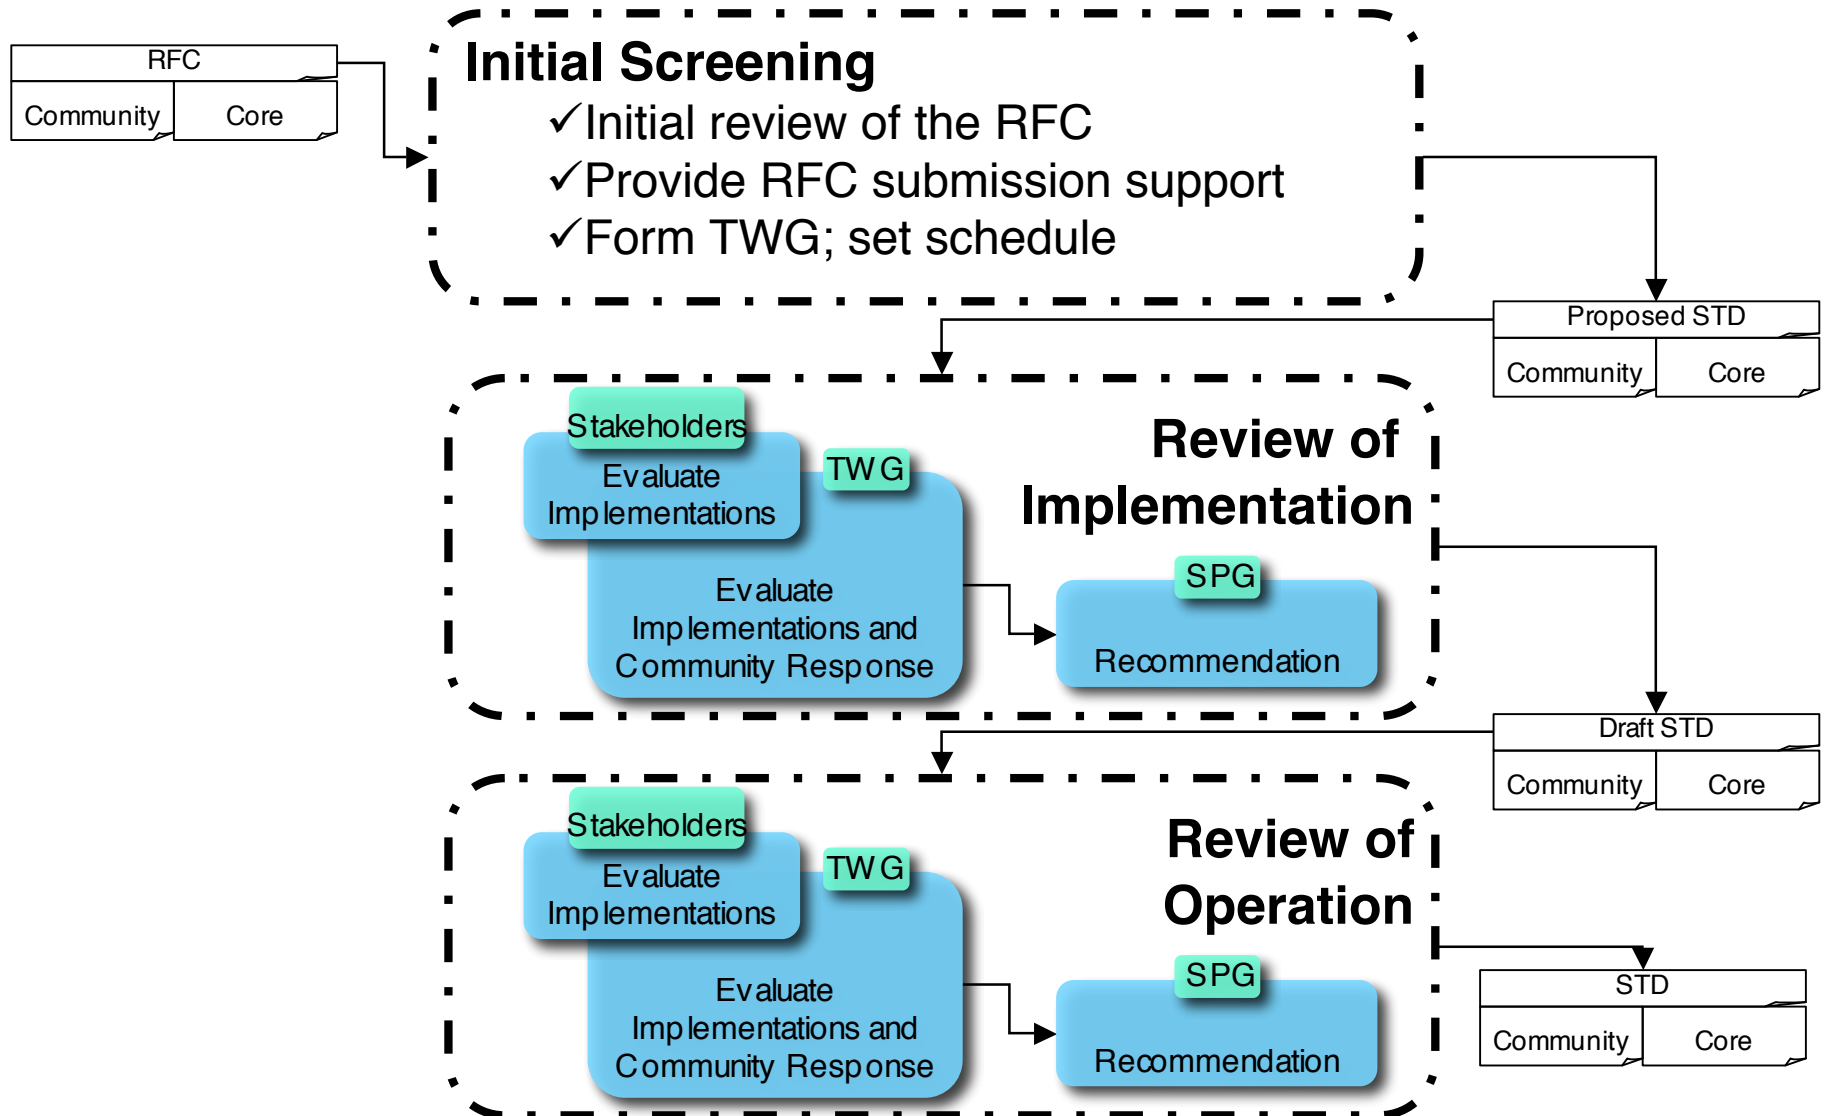 RFC
Community
Core
Initial Screening
✓Initial review of the RFC
✓Provide RFC submission support
✓Form TWG; set schedule
Proposed STD
Community
Core
Stakeholders
Evaluate
Implementations
TWG
Evaluate
Implementations and
Community Response
Review of
Implementation
SPG
Recommendation
Draft STD
Community
Core
Stakeholders
Evaluate
Implementations
TWG
Evaluate
Implementations and
Community Response
Review of
Operation
SPG
Recommendation
STD
Community
Core